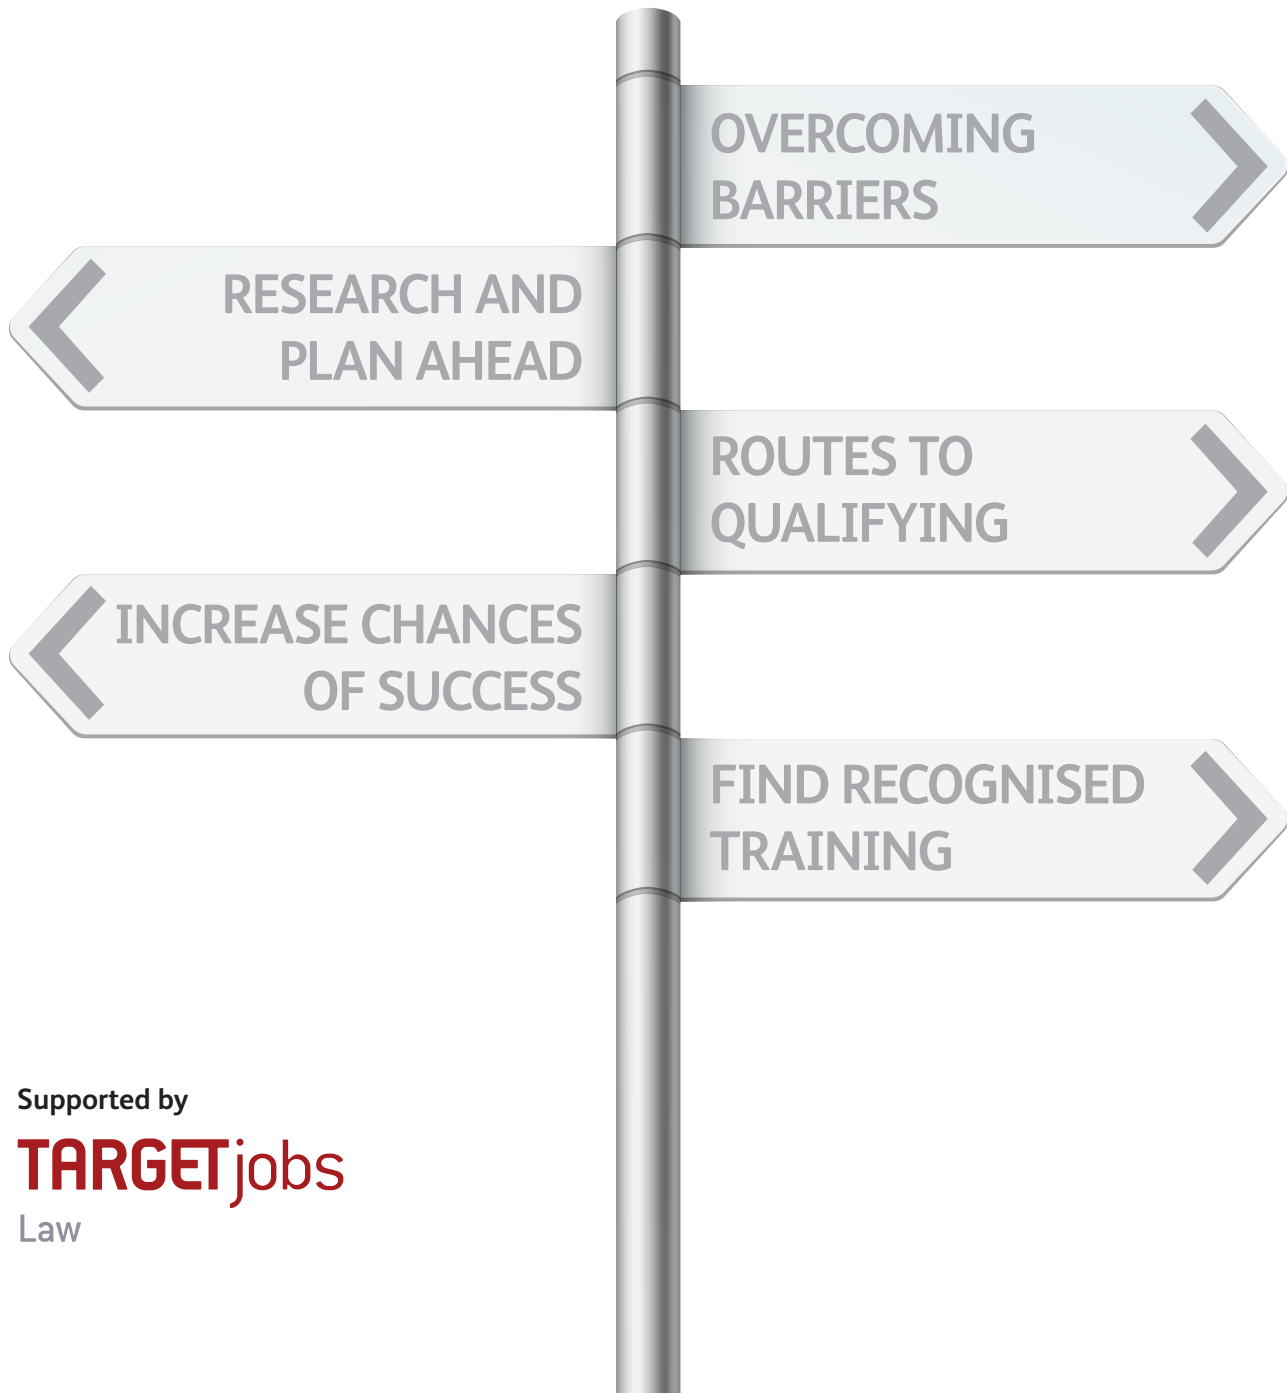 OVERCOMING
BARRIERS
RESEARCH AND
PLAN AHEAD
ROUTES TO
QUALIFYING
INCREASE CHANCES
OF SUCCESS
FIND RECOGNISED
TRAINING
Supported by
TARGETjobs
Law